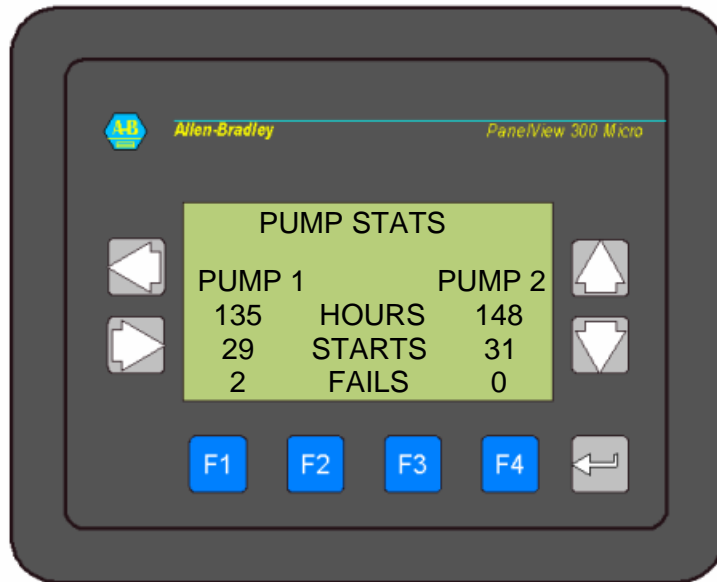 A-B Allen-Bradley PanelView 300 Micro
PUMP STATS
PUMP 1 PUMP 2
135 HOURS 148
29 STARTS 31
2 FAILS 0
F1 F2 F3 F4